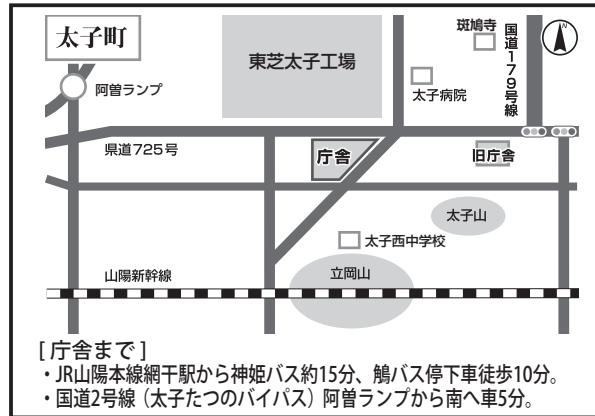 太子町
斑鳩寺
N
国道179号線
東芝太子工場
阿曽ランプ
太子病院
県道725号
庁舎
旧庁舎
太子山
太子西中学校
山陽新幹線
立岡山
[ 庁舎まで ]
・JR山陽本線網干駅から神姫バス約15分、鵤バス停下車徒歩10分。
・国道2号線（太子たつのバイパス）阿曽ランプから南へ車5分。